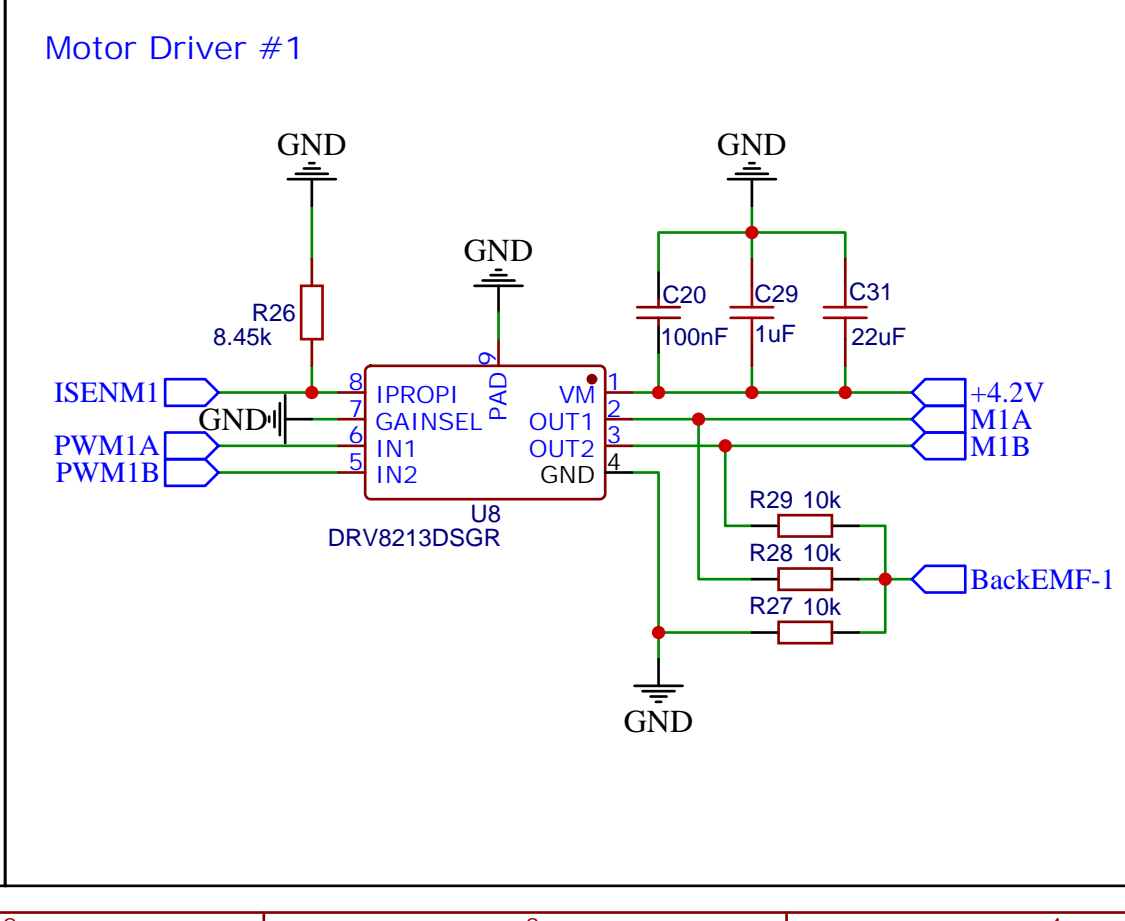 Motor Driver #1
GND
GND
GND
R26
8.45k
C20
100nF
C29
1uF
C31
22uF
ISENM1
GND
PWM1A
PWM1B
8
7
6
5
9
IPROPI
GAINSEL
IN1
IN2
PAD
VM
OUT1
OUT2
GND
1
2
3
4
+4.2V
M1A
M1B
U8
DRV8213DSGR
R29 10k
R28 10k
R27 10k
BackEMF-1
GND